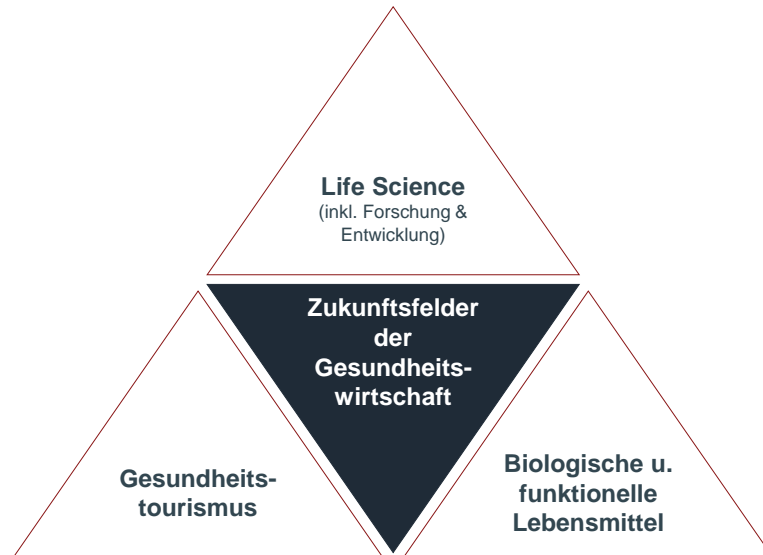 Life Science
(inkl. Forschung &
Entwicklung)
Zukunftsfelder
der
Gesundheits-
wirtschaft
Gesundheits-
tourismus
Biologische u.
funktionelle
Lebensmittel